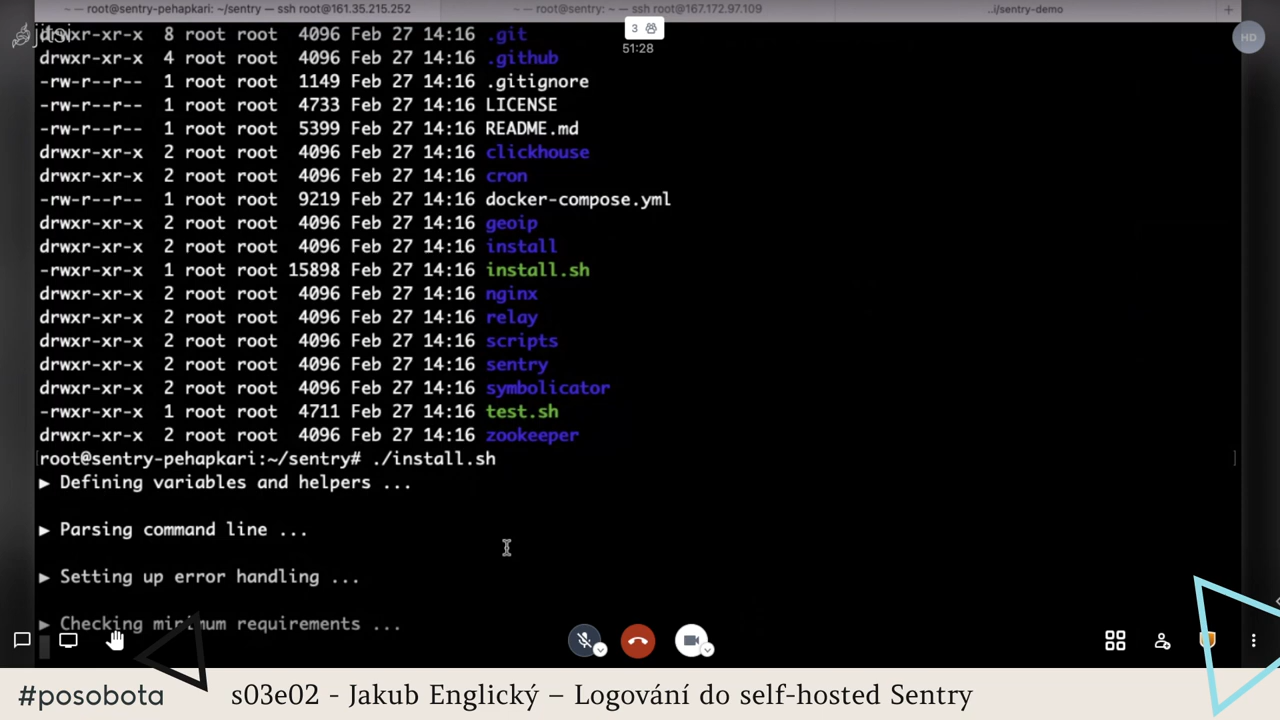 ~ — root@sentry-pehapkari: ~/sentry — ssh root@161.35.215.252
~ — root@sentry: ~ — ssh root@167.172.97.109
..i/sentry-demo
+
jitsi
3
51:28
HD
drwxr-xr-x 8 root root 4096 Feb 27 14:16 .git
drwxr-xr-x 4 root root 4096 Feb 27 14:16 .github
-rw-r--r-- 1 root root 1149 Feb 27 14:16 .gitignore
-rw-r--r-- 1 root root 4733 Feb 27 14:16 LICENSE
-rw-r--r-- 1 root root 5399 Feb 27 14:16 README.md
drwxr-xr-x 2 root root 4096 Feb 27 14:16 clickhouse
drwxr-xr-x 2 root root 4096 Feb 27 14:16 cron
-rw-r--r-- 1 root root 9219 Feb 27 14:16 docker-compose.yml
drwxr-xr-x 2 root root 4096 Feb 27 14:16 geoip
drwxr-xr-x 2 root root 4096 Feb 27 14:16 install
-rwxr-xr-x 1 root root 15898 Feb 27 14:16 install.sh
drwxr-xr-x 2 root root 4096 Feb 27 14:16 nginx
drwxr-xr-x 2 root root 4096 Feb 27 14:16 relay
drwxr-xr-x 2 root root 4096 Feb 27 14:16 scripts
drwxr-xr-x 2 root root 4096 Feb 27 14:16 sentry
drwxr-xr-x 2 root root 4096 Feb 27 14:16 symbolicator
-rwxr-xr-x 1 root root 4711 Feb 27 14:16 test.sh
drwxr-xr-x 2 root root 4096 Feb 27 14:16 zookeeper
[root@sentry-pehapkari:~/sentry# ./install.sh ]
▶ Defining variables and helpers ...
▶ Parsing command line ...
▶ Setting up error handling ...
▶ Checking minimum requirements ...
#posobota s03e02 - Jakub Englický – Logování do self-hosted Sentry